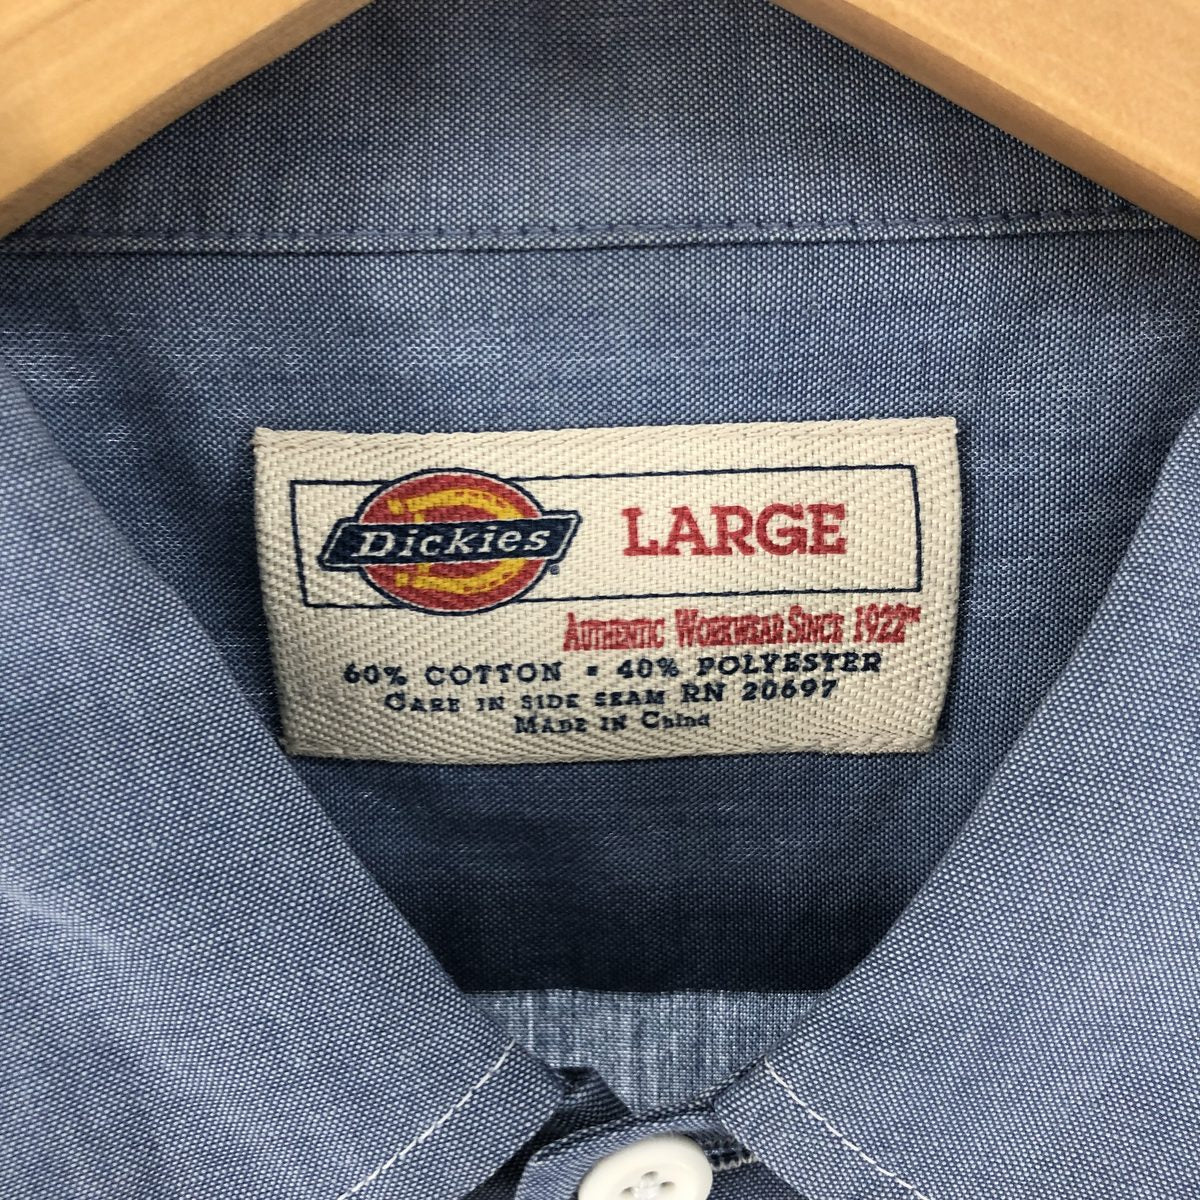 Dickies®
LARGE
AUTHENTIC WORKWEAR SINCE 1922™
60% COTTON ▪ 40% POLYESTER
CARE IN SIDE SEAM RN 20697
MADE IN China